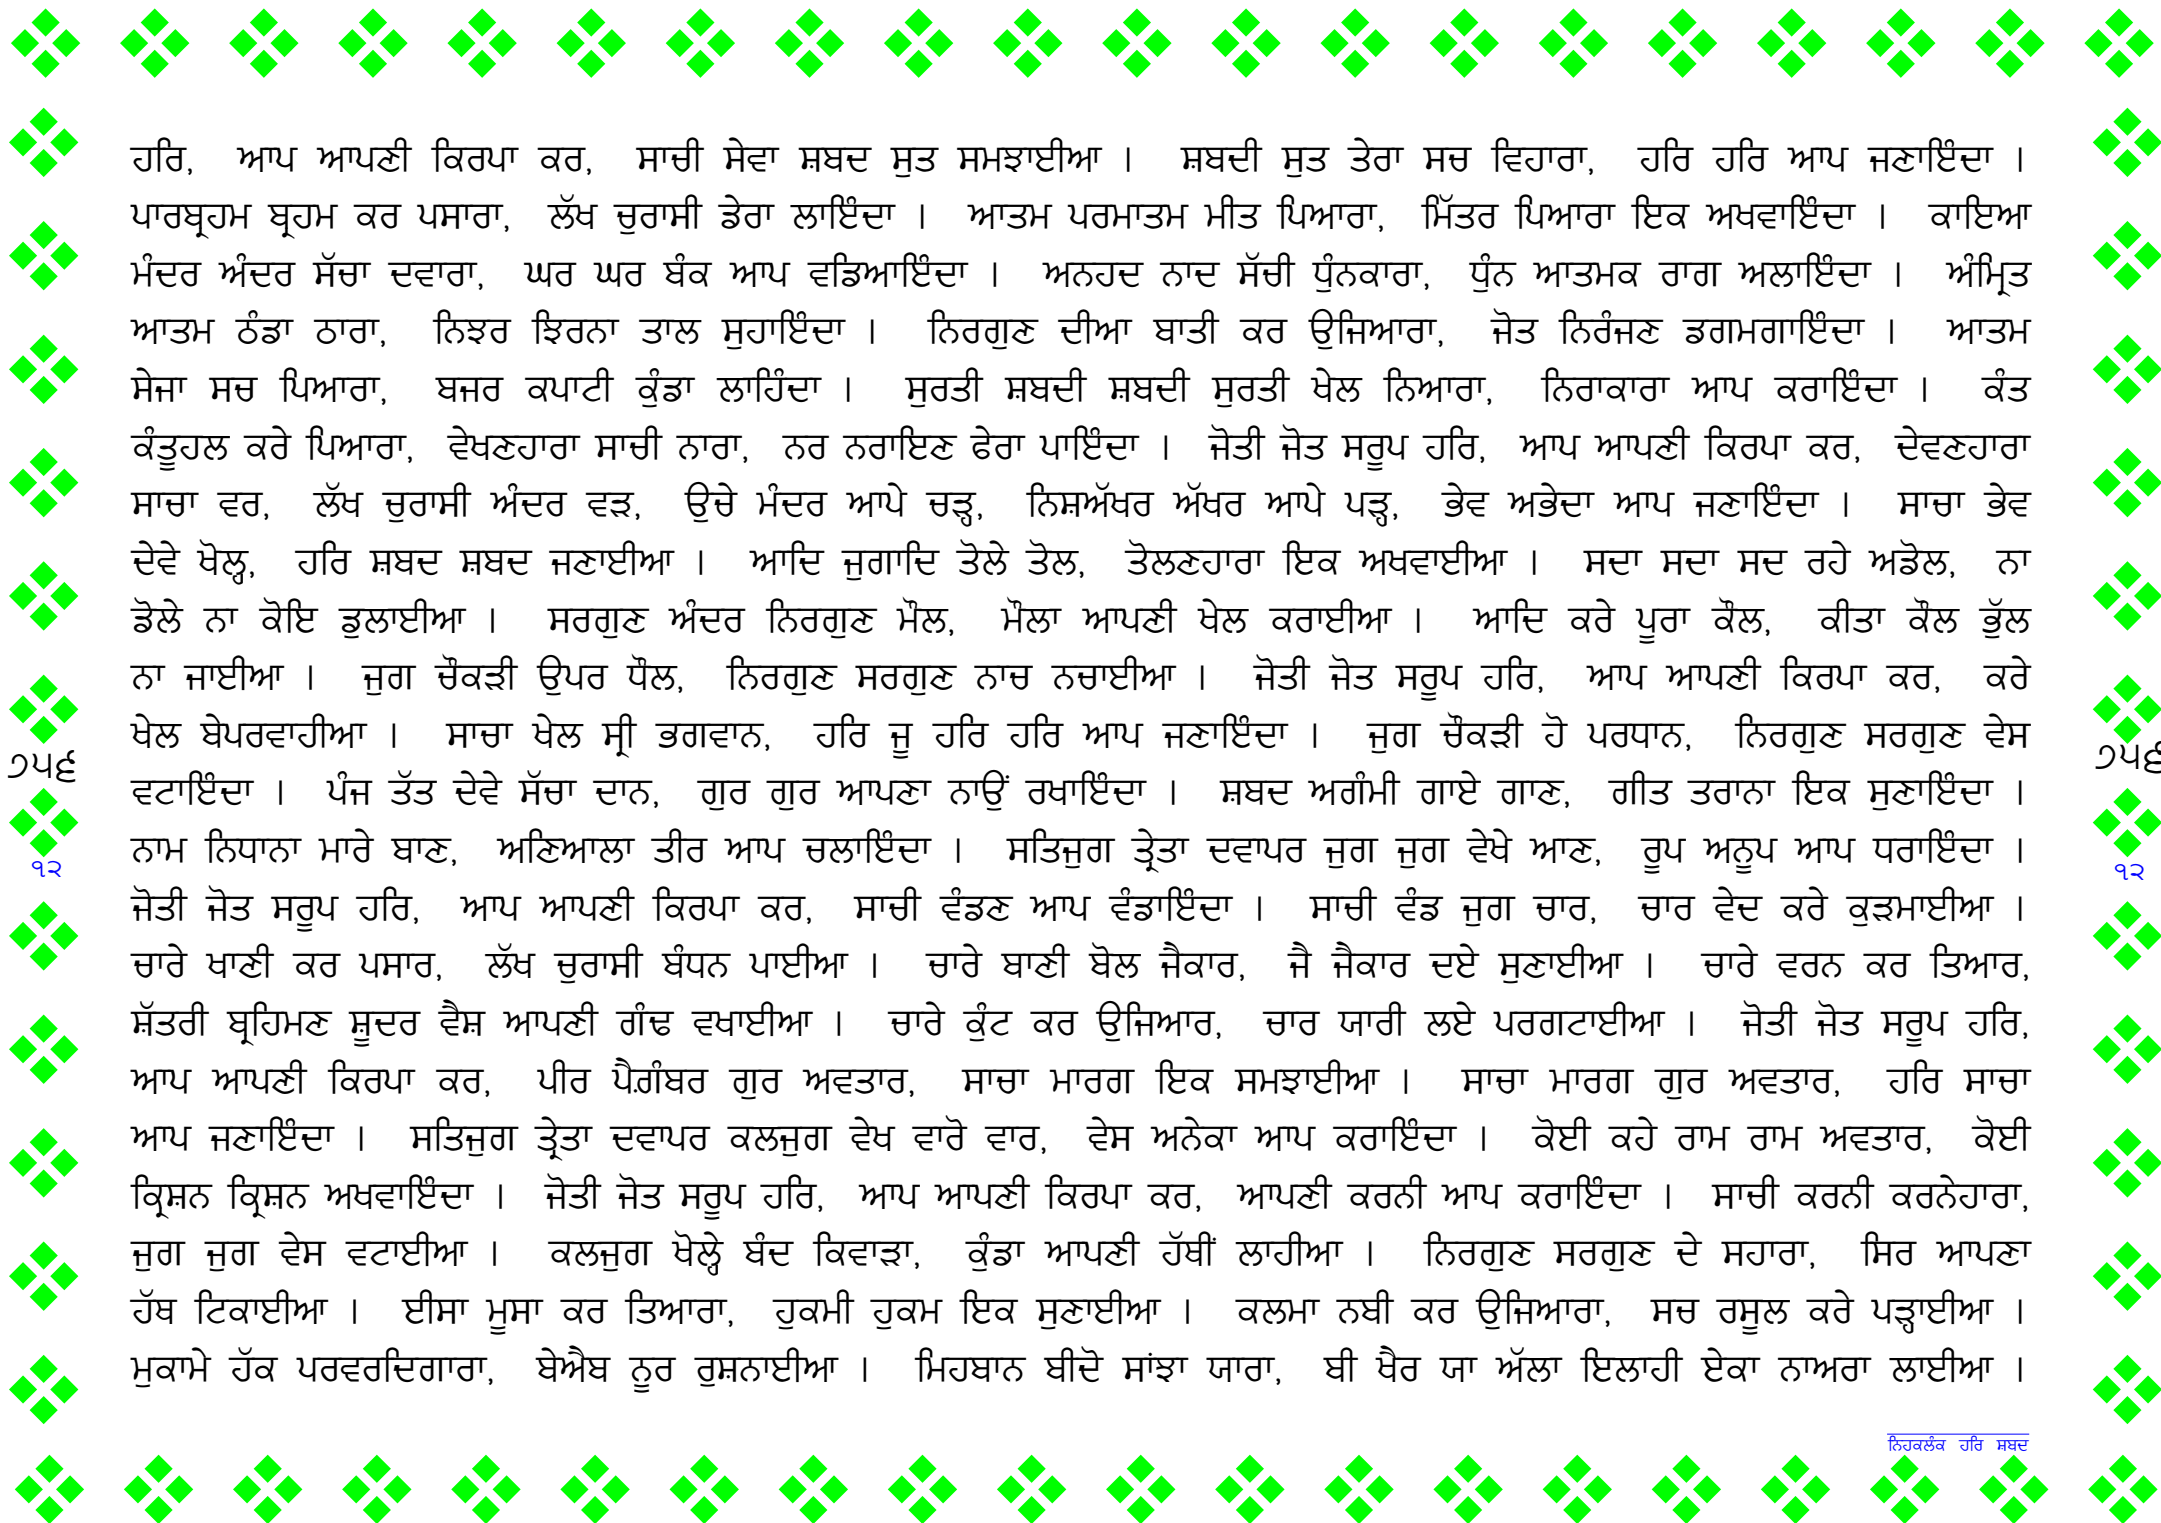 ਹਰਿ, ਆਪ ਆਪਣੀ ਕਿਰਪਾ ਕਰ, ਸਾਚੀ ਸੇਵਾ ਸ਼ਬਦ ਸੁਤ ਸਮਝਾਈਆ । ਸ਼ਬਦੀ ਸੁਤ ਤੇਰਾ ਸਚ ਵਿਹਾਰਾ, ਹਰਿ ਹਰਿ ਆਪ ਜਣਾਇੰਦਾ ।
ਪਾਰਬ੍ਰਹਮ ਬ੍ਰਹਮ ਕਰ ਪਸਾਰਾ, ਲੱਖ ਚੁਰਾਸੀ ਡੇਰਾ ਲਾਇੰਦਾ । ਆਤਮ ਪਰਮਾਤਮ ਮੀਤ ਪਿਆਰਾ, ਮਿੱਤਰ ਪਿਆਰਾ ਇਕ ਅਖਵਾਇੰਦਾ । ਕਾਇਆ
ਮੰਦਰ ਅੰਦਰ ਸੱਚਾ ਦਵਾਰਾ, ਘਰ ਘਰ ਬੰਕ ਆਪ ਵਡਿਆਇੰਦਾ । ਅਨਹਦ ਨਾਦ ਸੱਚੀ ਧੁੰਨਕਾਰਾ, ਧੁੰਨ ਆਤਮਕ ਰਾਗ ਅਲਾਇੰਦਾ । ਅੰਮ੍ਰਿਤ
ਆਤਮ ਠੰਡਾ ਠਾਰਾ, ਨਿਝਰ ਝਿਰਨਾ ਤਾਲ ਸੁਹਾਇੰਦਾ । ਨਿਰਗੁਣ ਦੀਆ ਬਾਤੀ ਕਰ ਉਜਿਆਰਾ, ਜੋਤ ਨਿਰੰਜਣ ਡਗਮਗਾਇੰਦਾ । ਆਤਮ
ਸੇਜਾ ਸਚ ਪਿਆਰਾ, ਬਜਰ ਕਪਾਟੀ ਕੁੰਡਾ ਲਾਹਿੰਦਾ । ਸੁਰਤੀ ਸ਼ਬਦੀ ਸ਼ਬਦੀ ਸੁਰਤੀ ਖੇਲ ਨਿਆਰਾ, ਨਿਰਾਕਾਰਾ ਆਪ ਕਰਾਇੰਦਾ । ਕੰਤ
ਕੰਤੂਹਲ ਕਰੇ ਪਿਆਰਾ, ਵੇਖਣਹਾਰਾ ਸਾਚੀ ਨਾਰਾ, ਨਰ ਨਰਾਇਣ ਫੇਰਾ ਪਾਇੰਦਾ । ਜੋਤੀ ਜੋਤ ਸਰੂਪ ਹਰਿ, ਆਪ ਆਪਣੀ ਕਿਰਪਾ ਕਰ, ਦੇਵਣਹਾਰਾ
ਸਾਚਾ ਵਰ, ਲੱਖ ਚੁਰਾਸੀ ਅੰਦਰ ਵੜ, ਉਚੇ ਮੰਦਰ ਆਪੇ ਚੜ੍ਹ, ਨਿਸ਼ਅੱਖਰ ਅੱਖਰ ਆਪੇ ਪੜ੍ਹ, ਭੇਵ ਅਭੇਦਾ ਆਪ ਜਣਾਇੰਦਾ । ਸਾਚਾ ਭੇਵ
ਦੇਵੇ ਖੋਲ੍ਹ, ਹਰਿ ਸ਼ਬਦ ਸ਼ਬਦ ਜਣਾਈਆ । ਆਦਿ ਜੁਗਾਦਿ ਤੋਲੇ ਤੋਲ, ਤੋਲਣਹਾਰਾ ਇਕ ਅਖਵਾਈਆ । ਸਦਾ ਸਦਾ ਸਦ ਰਹੇ ਅਡੋਲ, ਨਾ
ਡੋਲੇ ਨਾ ਕੋਇ ਡੁਲਾਈਆ । ਸਰਗੁਣ ਅੰਦਰ ਨਿਰਗੁਣ ਮੌਲ, ਮੌਲਾ ਆਪਣੀ ਖੇਲ ਕਰਾਈਆ । ਆਦਿ ਕਰੇ ਪੂਰਾ ਕੌਲ, ਕੀਤਾ ਕੌਲ ਭੁੱਲ
ਨਾ ਜਾਈਆ । ਜੁਗ ਚੌਕੜੀ ਉਪਰ ਧੌਲ, ਨਿਰਗੁਣ ਸਰਗੁਣ ਨਾਚ ਨਚਾਈਆ । ਜੋਤੀ ਜੋਤ ਸਰੂਪ ਹਰਿ, ਆਪ ਆਪਣੀ ਕਿਰਪਾ ਕਰ, ਕਰੇ
ਖੇਲ ਬੇਪਰਵਾਹੀਆ । ਸਾਚਾ ਖੇਲ ਸ੍ਰੀ ਭਗਵਾਨ, ਹਰਿ ਜੂ ਹਰਿ ਹਰਿ ਆਪ ਜਣਾਇੰਦਾ । ਜੁਗ ਚੌਕੜੀ ਹੋ ਪਰਧਾਨ, ਨਿਰਗੁਣ ਸਰਗੁਣ ਵੇਸ
੭੫੬ ੭੫੬
ਵਟਾਇੰਦਾ । ਪੰਜ ਤੱਤ ਦੇਵੇ ਸੱਚਾ ਦਾਨ, ਗੁਰ ਗੁਰ ਆਪਣਾ ਨਾਉਂ ਰਖਾਇੰਦਾ । ਸ਼ਬਦ ਅਗੰਮੀ ਗਾਏ ਗਾਣ, ਗੀਤ ਤਰਾਨਾ ਇਕ ਸੁਣਾਇੰਦਾ ।
ਨਾਮ ਨਿਧਾਨਾ ਮਾਰੇ ਬਾਣ, ਅਣਿਆਲਾ ਤੀਰ ਆਪ ਚਲਾਇੰਦਾ । ਸਤਿਜੁਗ ਤ੍ਰੇਤਾ ਦਵਾਪਰ ਜੁਗ ਜੁਗ ਵੇਖੇ ਆਣ, ਰੂਪ ਅਨੂਪ ਆਪ ਧਰਾਇੰਦਾ ।
੧੨ ੧੨
ਜੋਤੀ ਜੋਤ ਸਰੂਪ ਹਰਿ, ਆਪ ਆਪਣੀ ਕਿਰਪਾ ਕਰ, ਸਾਚੀ ਵੰਡਣ ਆਪ ਵੰਡਾਇੰਦਾ । ਸਾਚੀ ਵੰਡ ਜੁਗ ਚਾਰ, ਚਾਰ ਵੇਦ ਕਰੇ ਕੁੜਮਾਈਆ ।
ਚਾਰੇ ਖਾਣੀ ਕਰ ਪਸਾਰ, ਲੱਖ ਚੁਰਾਸੀ ਬੰਧਨ ਪਾਈਆ । ਚਾਰੇ ਬਾਣੀ ਬੋਲ ਜੈਕਾਰ, ਜੈ ਜੈਕਾਰ ਦਏ ਸੁਣਾਈਆ । ਚਾਰੇ ਵਰਨ ਕਰ ਤਿਆਰ,
ਸ਼ੱਤਰੀ ਬ੍ਰਹਿਮਣ ਸ਼ੂਦਰ ਵੈਸ਼ ਆਪਣੀ ਗੰਢ ਵਖਾਈਆ । ਚਾਰੇ ਕੁੰਟ ਕਰ ਉਜਿਆਰ, ਚਾਰ ਯਾਰੀ ਲਏ ਪਰਗਟਾਈਆ । ਜੋਤੀ ਜੋਤ ਸਰੂਪ ਹਰਿ,
ਆਪ ਆਪਣੀ ਕਿਰਪਾ ਕਰ, ਪੀਰ ਪੈਗ਼ੰਬਰ ਗੁਰ ਅਵਤਾਰ, ਸਾਚਾ ਮਾਰਗ ਇਕ ਸਮਝਾਈਆ । ਸਾਚਾ ਮਾਰਗ ਗੁਰ ਅਵਤਾਰ, ਹਰਿ ਸਾਚਾ
ਆਪ ਜਣਾਇੰਦਾ । ਸਤਿਜੁਗ ਤ੍ਰੇਤਾ ਦਵਾਪਰ ਕਲਜੁਗ ਵੇਖ ਵਾਰੋ ਵਾਰ, ਵੇਸ ਅਨੇਕਾ ਆਪ ਕਰਾਇੰਦਾ । ਕੋਈ ਕਹੇ ਰਾਮ ਰਾਮ ਅਵਤਾਰ, ਕੋਈ
ਕ੍ਰਿਸ਼ਨ ਕ੍ਰਿਸ਼ਨ ਅਖਵਾਇੰਦਾ । ਜੋਤੀ ਜੋਤ ਸਰੂਪ ਹਰਿ, ਆਪ ਆਪਣੀ ਕਿਰਪਾ ਕਰ, ਆਪਣੀ ਕਰਨੀ ਆਪ ਕਰਾਇੰਦਾ । ਸਾਚੀ ਕਰਨੀ ਕਰਨੇਹਾਰਾ,
ਜੁਗ ਜੁਗ ਵੇਸ ਵਟਾਈਆ । ਕਲਜੁਗ ਖੋਲ੍ਹੇ ਬੰਦ ਕਿਵਾੜਾ, ਕੁੰਡਾ ਆਪਣੀ ਹੱਥੀਂ ਲਾਹੀਆ । ਨਿਰਗੁਣ ਸਰਗੁਣ ਦੇ ਸਹਾਰਾ, ਸਿਰ ਆਪਣਾ
ਹੱਥ ਟਿਕਾਈਆ । ਈਸਾ ਮੂਸਾ ਕਰ ਤਿਆਰਾ, ਹੁਕਮੀ ਹੁਕਮ ਇਕ ਸੁਣਾਈਆ । ਕਲਮਾ ਨਬੀ ਕਰ ਉਜਿਆਰਾ, ਸਚ ਰਸੂਲ ਕਰੇ ਪੜ੍ਹਾਈਆ ।
ਮੁਕਾਮੇ ਹੱਕ ਪਰਵਰਦਿਗਾਰਾ, ਬੇਐਬ ਨੂਰ ਰੁਸ਼ਨਾਈਆ । ਮਿਹਬਾਨ ਬੀਦੋ ਸਾਂਝਾ ਯਾਰਾ, ਬੀ ਖੈਰ ਯਾ ਅੱਲਾ ਇਲਾਹੀ ਏਕਾ ਨਾਅਰਾ ਲਾਈਆ ।
ਨਿਹਕਲੰਕ ਹਰਿ ਸ਼ਬਦ